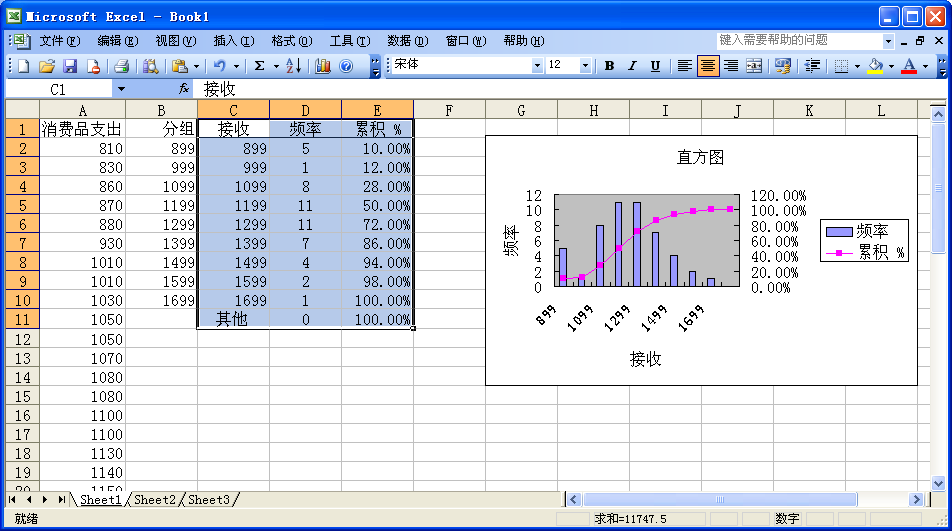 Microsoft Excel - Book1
文件(F) 编辑(E) 视图(V) 插入(I) 格式(O) 工具(T) 数据(D) 窗口(W) 帮助(H) 键入需要帮助的问题
Σ 宋体 12 B I U A
C1 fx 接收
A B C D E F G H I J K L
1 消费品支出 分组 接收 频率 累积 %
2 810 899 899 5 10.00%
3 830 999 999 1 12.00%
4 860 1099 1099 8 28.00%
5 870 1199 1199 11 50.00%
6 880 1299 1299 11 72.00%
7 930 1399 1399 7 86.00%
8 1010 1499 1499 4 94.00%
9 1010 1599 1599 2 98.00%
10 1030 1699 1699 1 100.00%
11 1050 其他 0 100.00%
12 1050
13 1070
14 1080
15 1080
16 1100
17 1100
18 1130
19 1140
20 1150
直方图
频率
12
10
8
6
4
2
0
120.00%
100.00%
80.00%
60.00%
40.00%
20.00%
0.00%
899 1099 1299 1499 1699
接收
频率
累积 %
Sheet1 Sheet2 Sheet3
就绪 求和=11747.5 数字